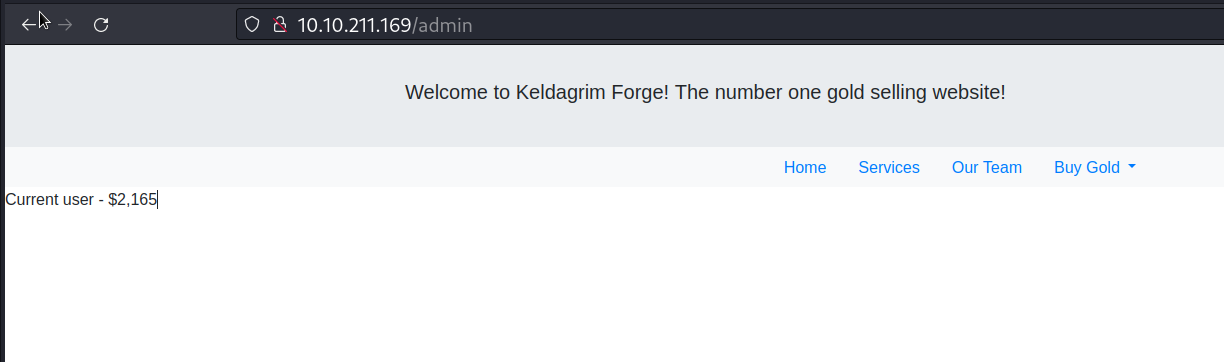 10.10.211.169/admin
Welcome to Keldagrim Forge! The number one gold selling website!
Home Services Our Team Buy Gold
Current user - $2,165